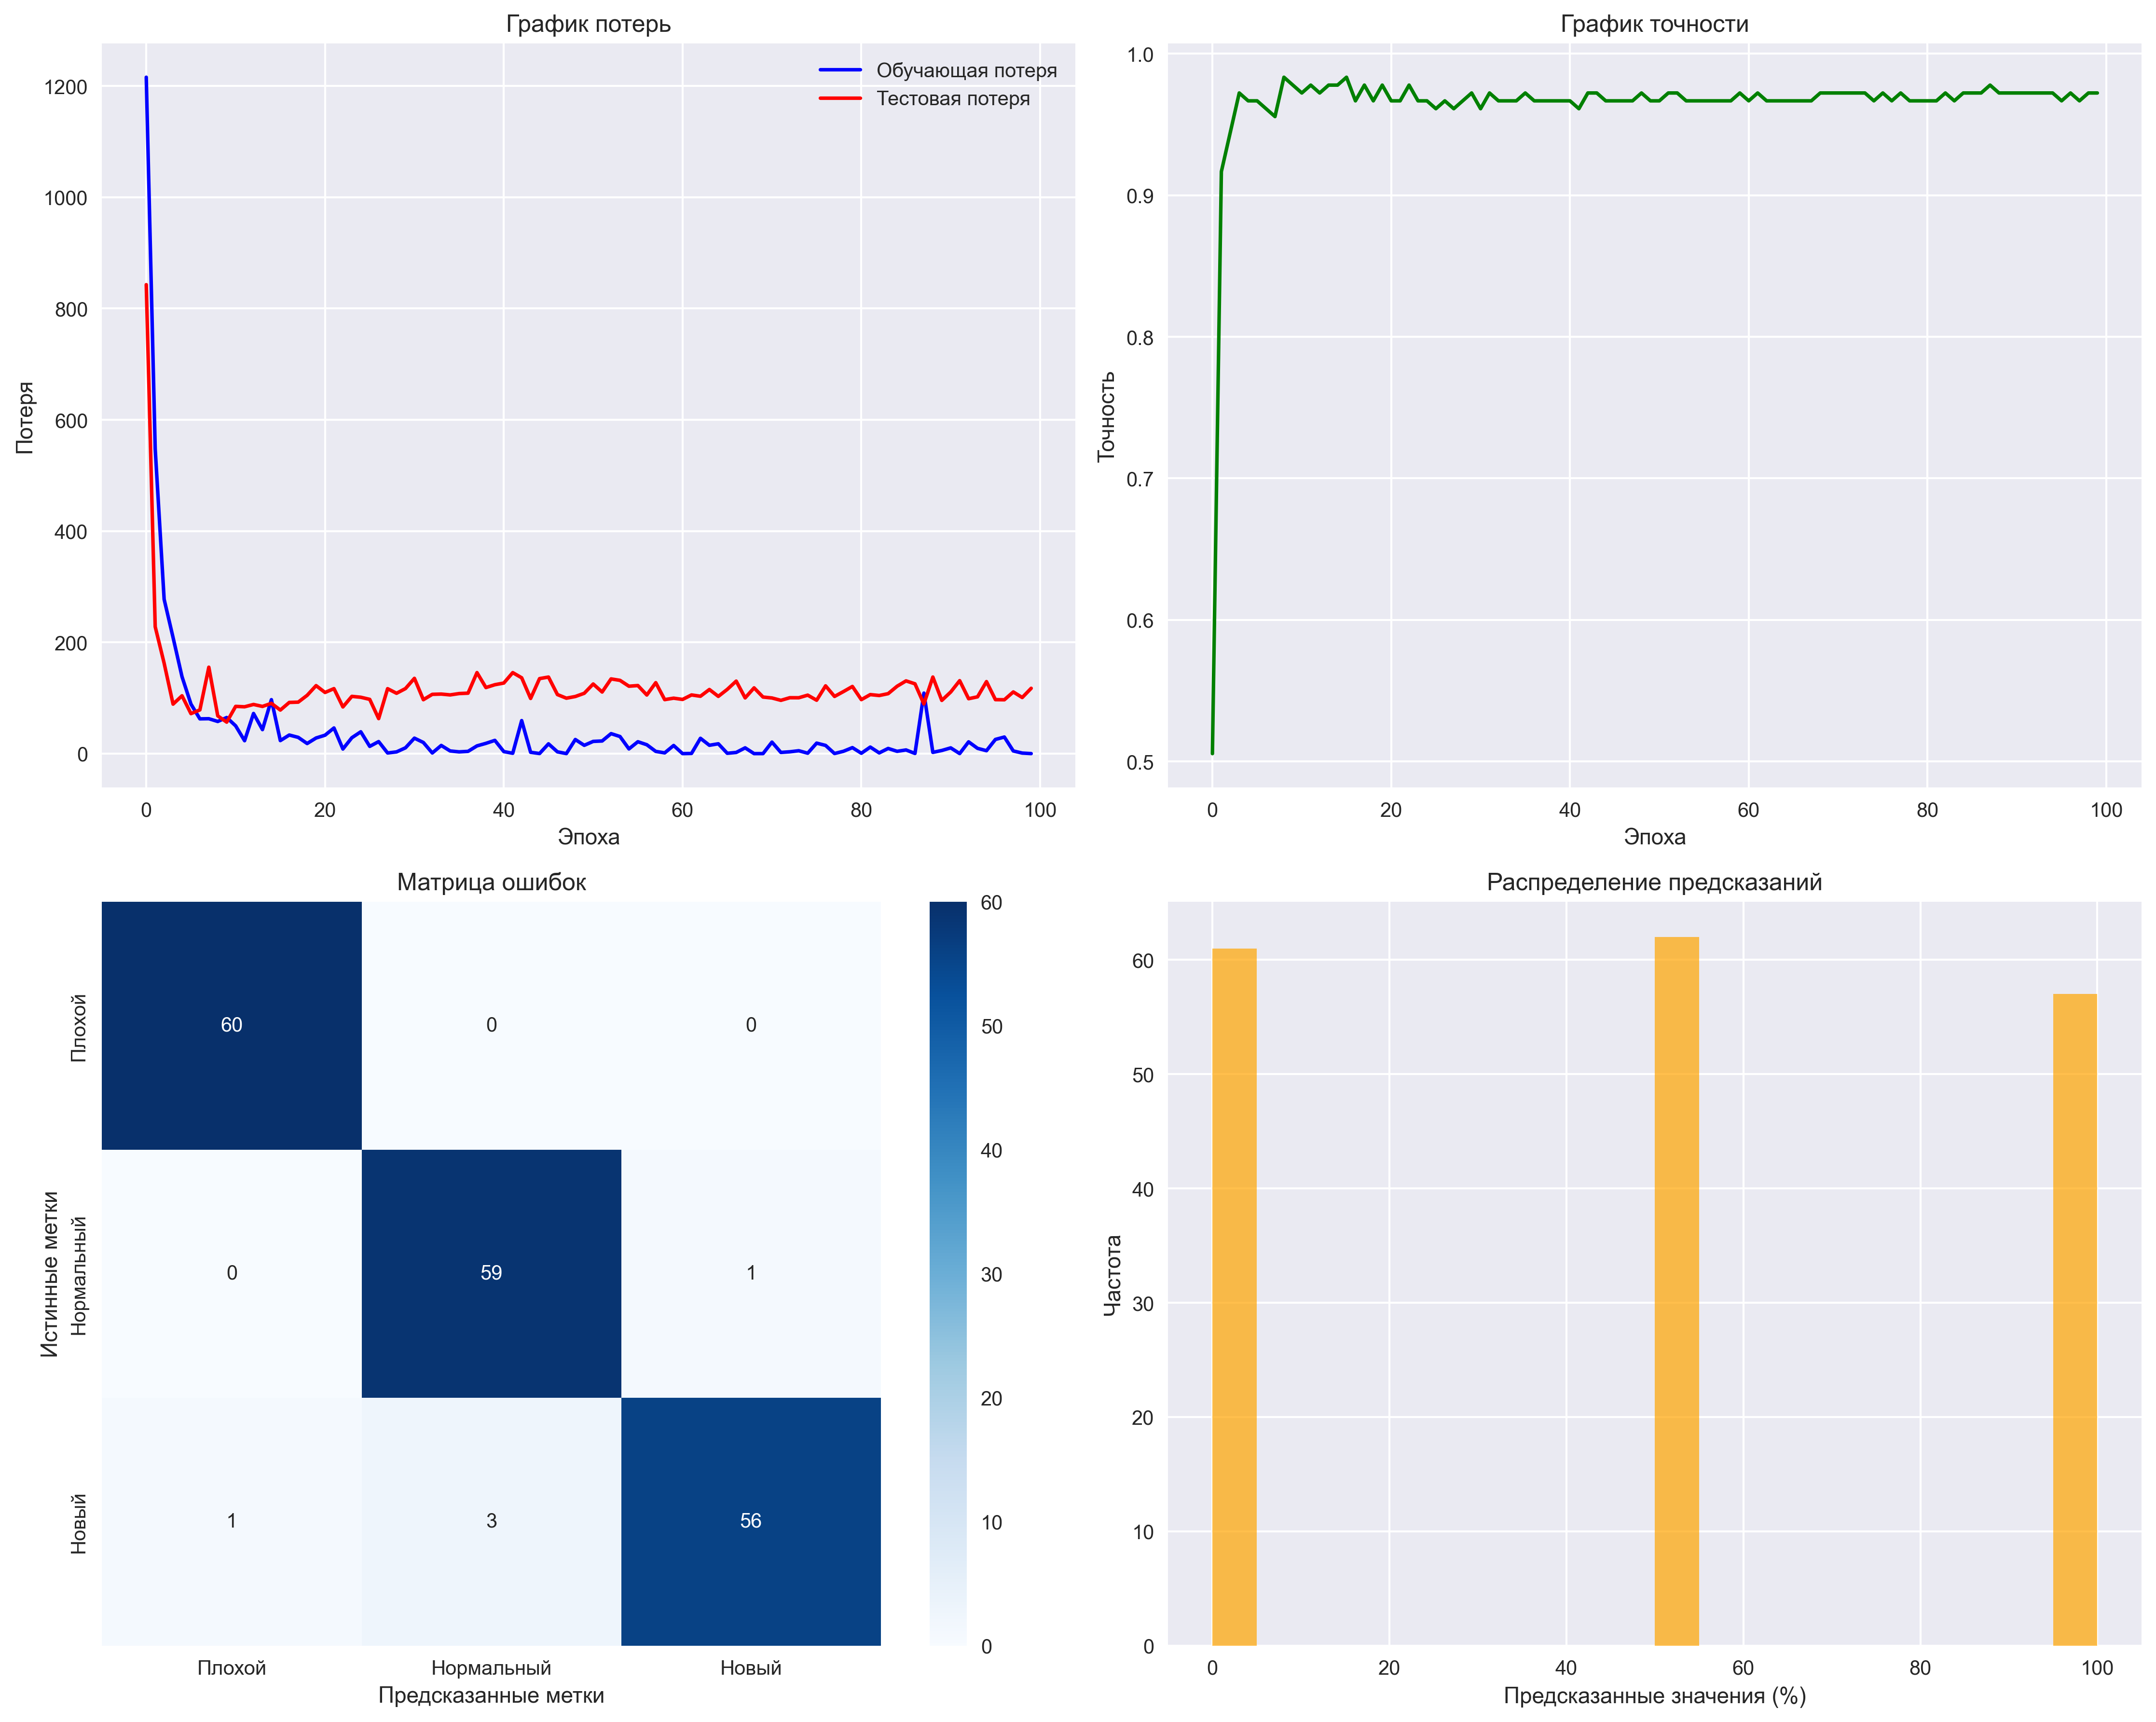 График потерь
Обучающая потеря
Тестовая потеря
1200
1000
800
600
400
200
0
Потеря
0 20 40 60 80 100
Эпоха
График точности
1.0
0.9
0.8
0.7
0.6
0.5
Точность
0 20 40 60 80 100
Эпоха
Матрица ошибок
Истинные метки
Плохой
60 0 0
Нормальный
0 59 1
Новый
1 3 56
Плохой Нормальный Новый
Предсказанные метки
60
50
40
30
20
10
0
Распределение предсказаний
60
50
40
30
20
10
0
Частота
0 20 40 60 80 100
Предсказанные значения (%)